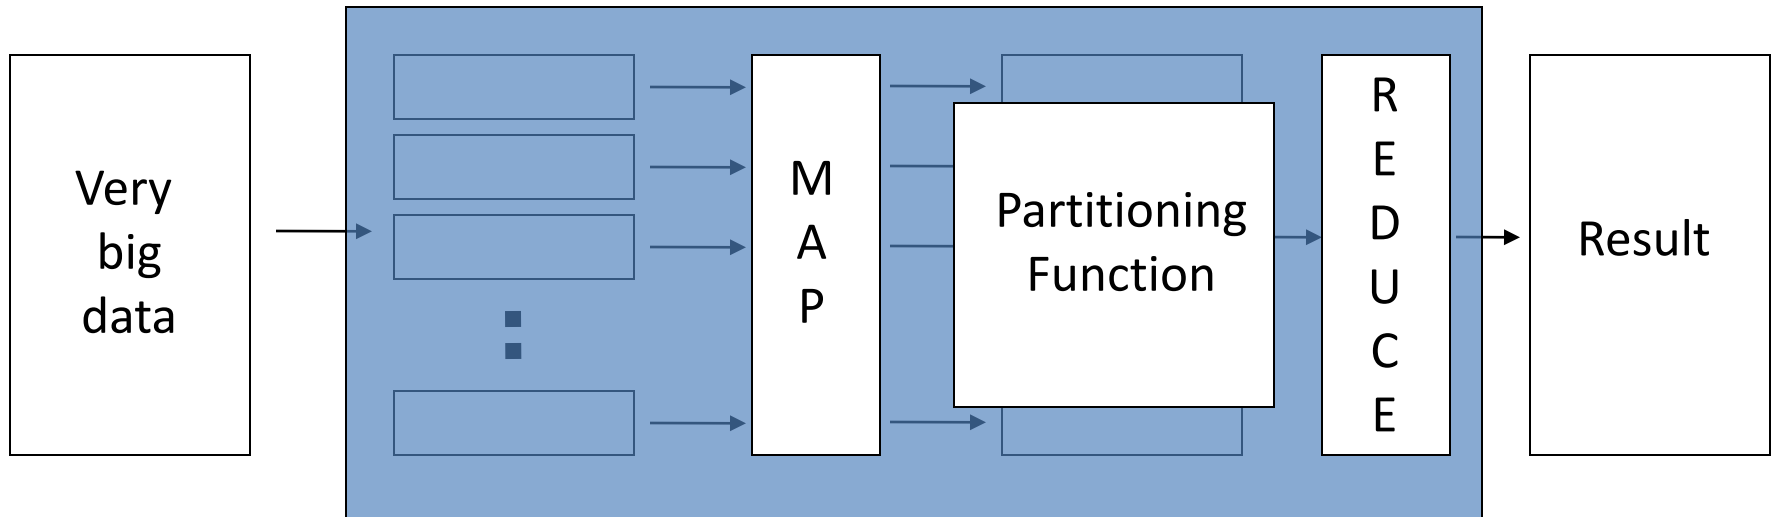 Very
big
data
M
A
P
Partitioning
Function
R
E
D
U
C
E
Result